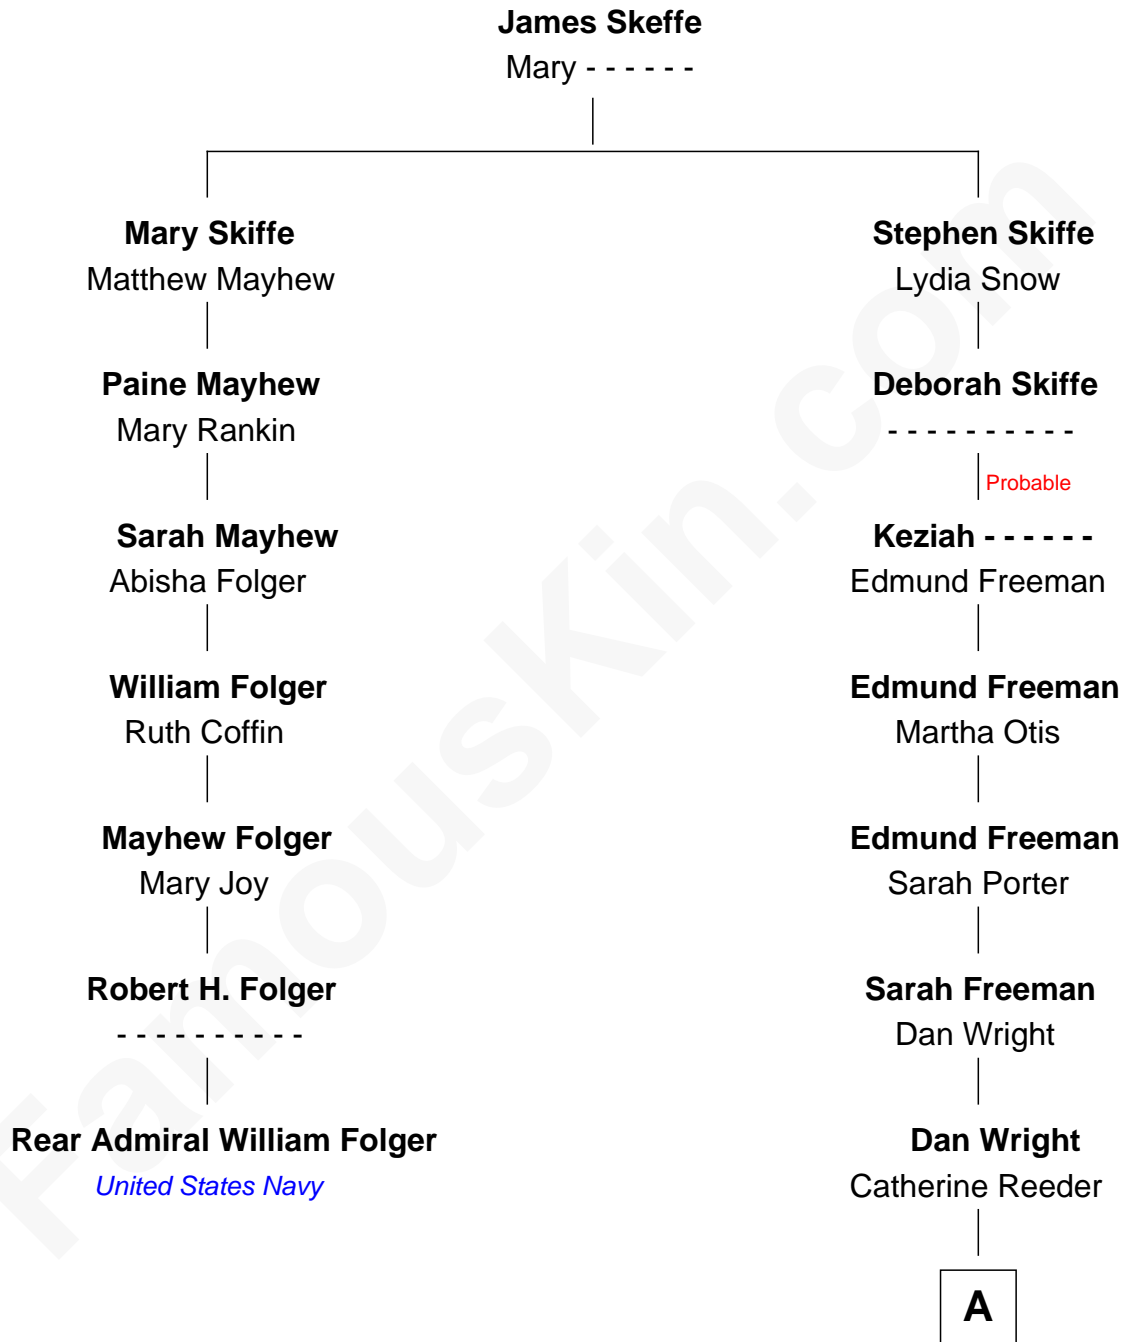 James Skeffe
Mary - - - - - -
Mary Skiffe
Matthew Mayhew
Stephen Skiffe
Lydia Snow
Paine Mayhew
Mary Rankin
Deborah Skiffe
- - - - - - - - - -
Probable
Sarah Mayhew
Abisha Folger
Keziah - - - - - -
Edmund Freeman
William Folger
Ruth Coffin
Edmund Freeman
Martha Otis
Mayhew Folger
Mary Joy
Edmund Freeman
Sarah Porter
Robert H. Folger
- - - - - - - - - -
Sarah Freeman
Dan Wright
Rear Admiral William Folger
United States Navy
Dan Wright
Catherine Reeder
A
FamousKin.com